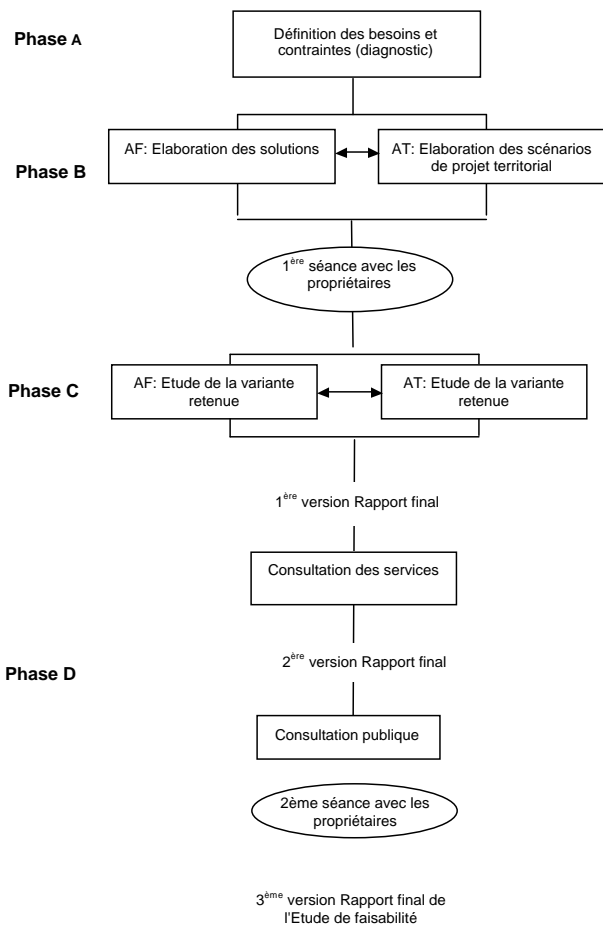 Phase A
Définition des besoins et
contraintes (diagnostic)
Phase B
AF: Elaboration des solutions
AT: Elaboration des scénarios
de projet territorial
1ère séance avec les
propriétaires
Phase C
AF: Etude de la variante
retenue
AT: Etude de la variante
retenue
1ère version Rapport final
Consultation des services
Phase D
2ère version Rapport final
Consultation publique
2ème séance avec les
propriétaires
3ème version Rapport final de
l'Etude de faisabilité